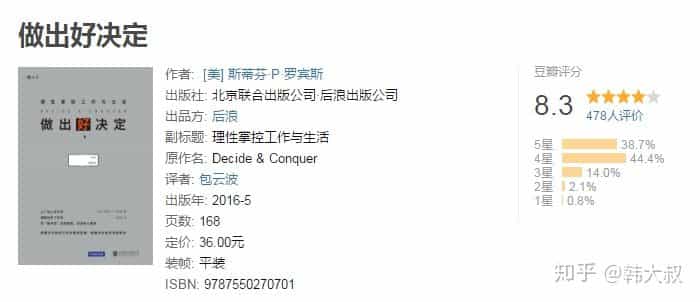 做出好决定
做出好决定
作者: [美] 斯蒂芬·P·罗宾斯
出版社: 北京联合出版公司·后浪出版公司
出品方: 后浪
副标题: 理性掌控工作与生活
原作名: Decide & Conquer
译者: 包云波
出版年: 2016-5
页数: 168
定价: 36.00元
装帧: 平装
ISBN: 9787550270701
豆瓣评分
8.3
478人评价
5星 38.7%
4星 44.4%
3星 14.0%
2星 2.1%
1星 0.8%
知乎 @韩大叔